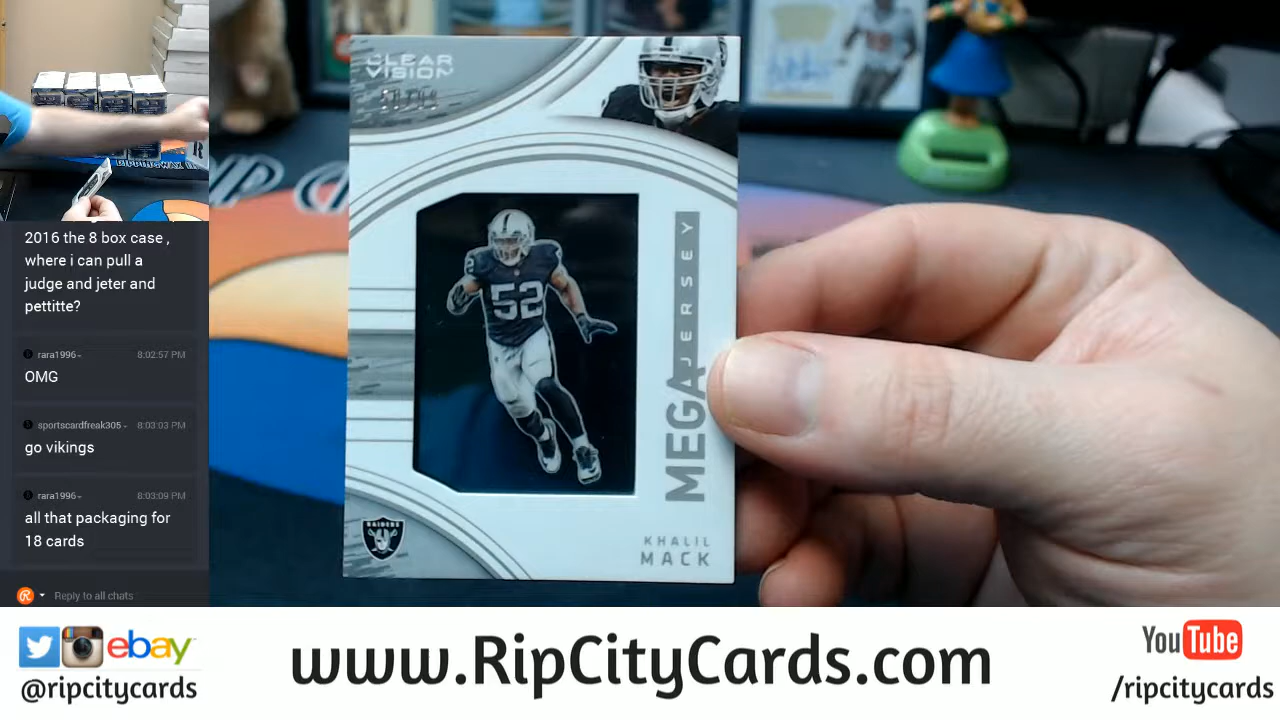 2016 the 8 box case ,
where i can pull a
judge and jeter and
pettitte?
rara1996- 8:02:57 PM
OMG
sportscardfreak305 - 8:03:03 PM
go vikings
rara1996- 8:03:09 PM
all that packaging for
18 cards
Reply to all chats
CLEAR
VISION
52
MEGA JERSEY
RAIDERS
KHALIL
MACK
ebay
@ripcitycards
www.RipCityCards.com
YouTube
/ripcitycards